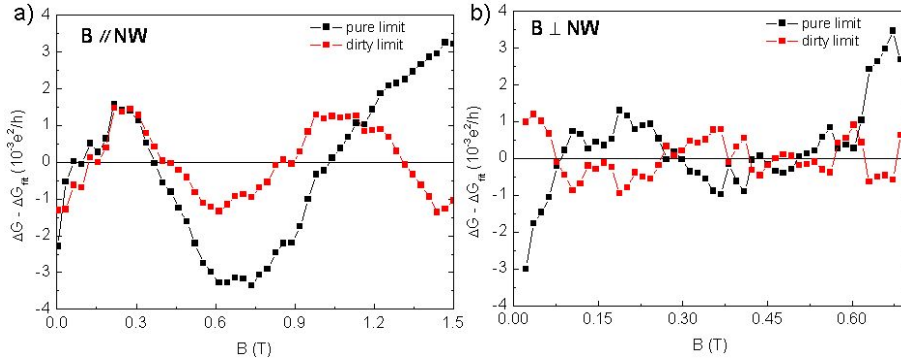 a)
B // NW
pure limit
dirty limit
ΔG - ΔG_fit (10⁻³e²/h)
4
3
2
1
0
-1
-2
-3
-4
0.0 0.3 0.6 0.9 1.2 1.5
B (T)
b)
B ⊥ NW
pure limit
dirty limit
ΔG - ΔG_fit (10⁻³e²/h)
4
3
2
1
0
-1
-2
-3
-4
0.00 0.15 0.30 0.45 0.60
B (T)